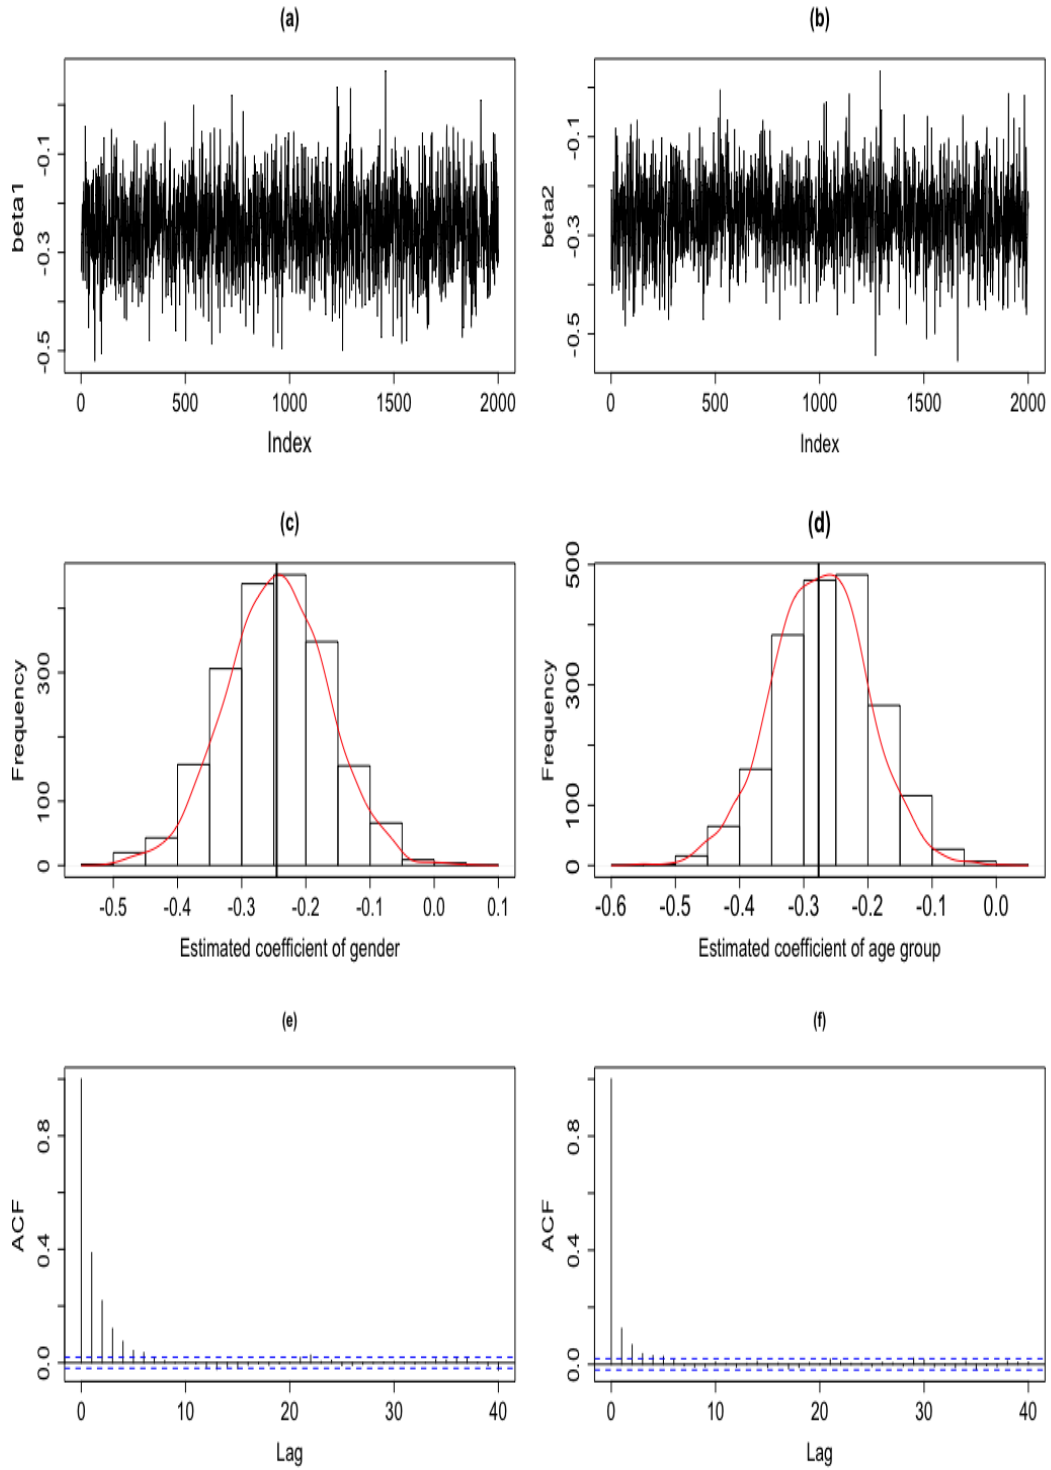 (a)
beta1
-0.1
-0.3
-0.5
0 500 1000 1500 2000
Index
(b)
beta2
-0.1
-0.3
-0.5
0 500 1000 1500 2000
Index
(c)
Frequency
300
100
0
-0.5 -0.4 -0.3 -0.2 -0.1 0.0 0.1
Estimated coefficient of gender
(d)
Frequency
500
300
100
0
-0.6 -0.5 -0.4 -0.3 -0.2 -0.1 0.0
Estimated coefficient of age group
(e)
ACF
0.8
0.4
0.0
0 10 20 30 40
Lag
(f)
ACF
0.8
0.4
0.0
0 10 20 30 40
Lag